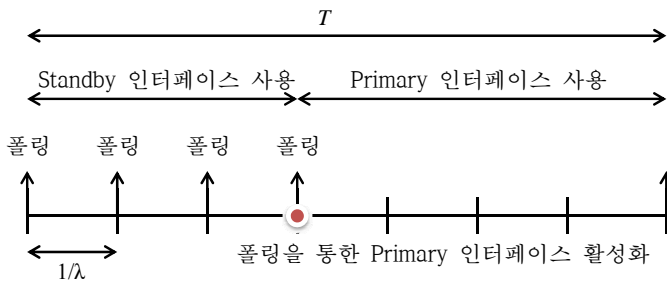 T
Standby 인터페이스 사용 Primary 인터페이스 사용
폴링 폴링 폴링 폴링
폴링을 통한 Primary 인터페이스 활성화
1/λ